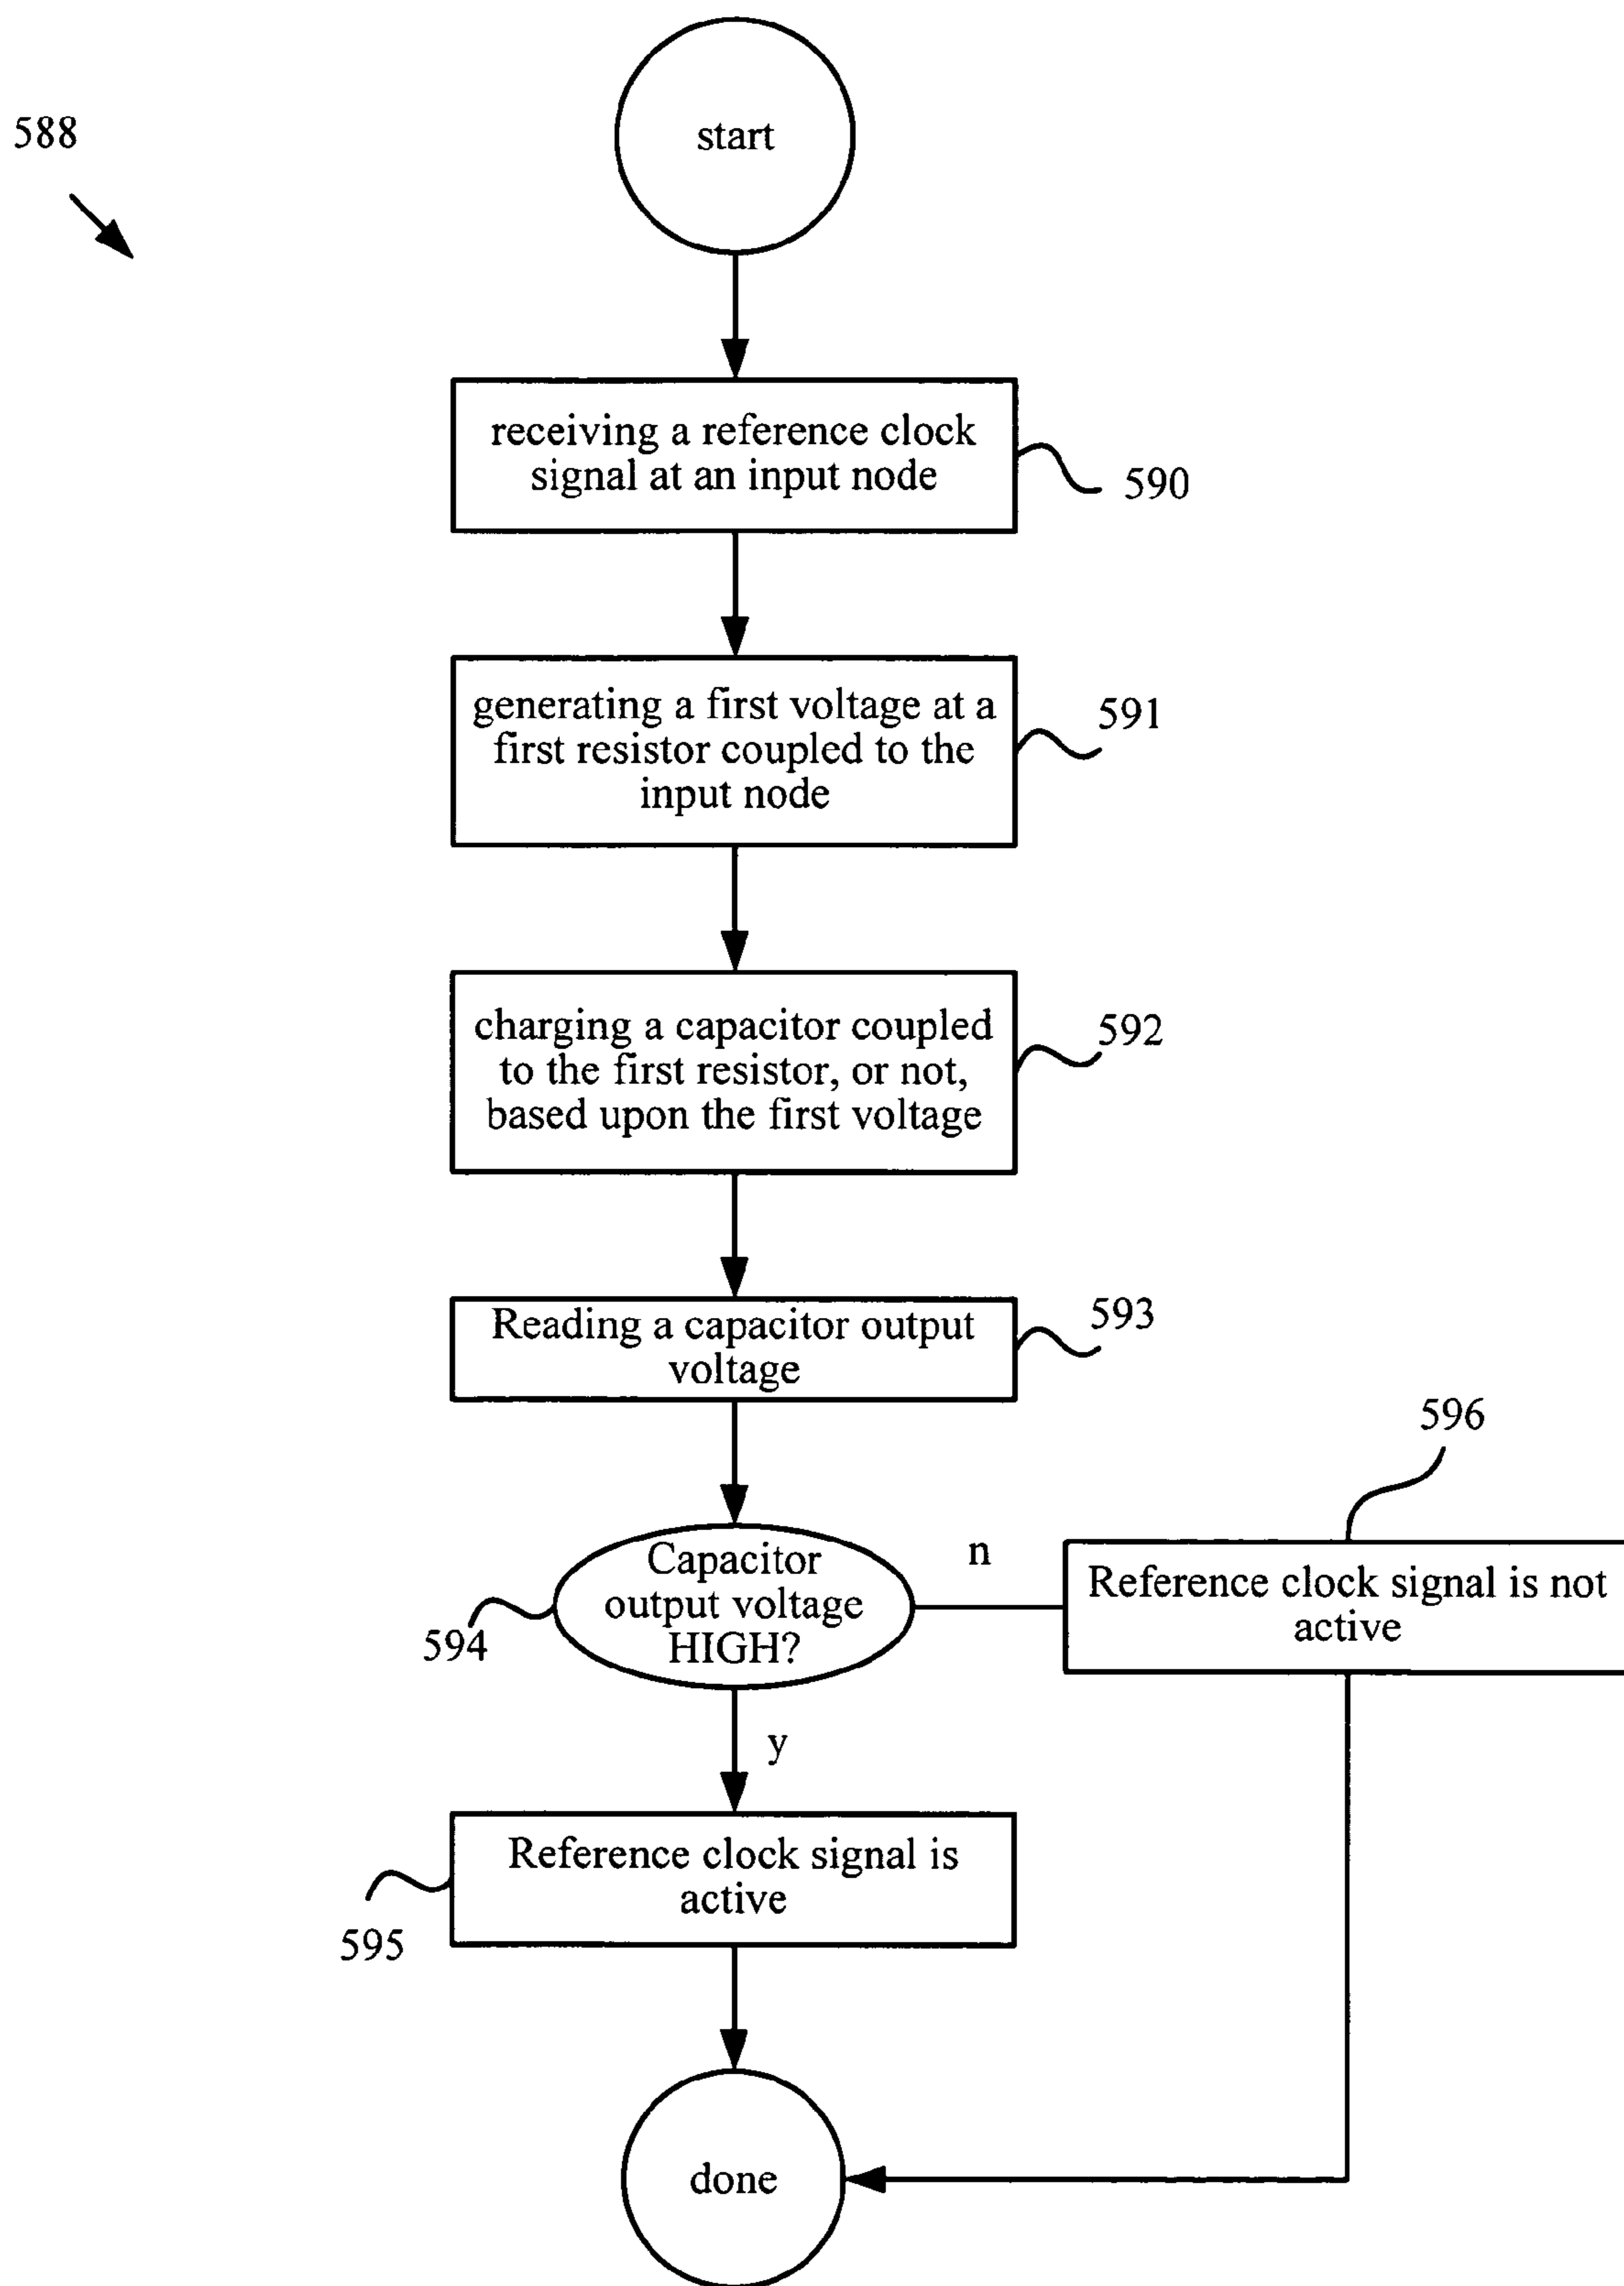 588
start
receiving a reference clock
signal at an input node
590
generating a first voltage at a
first resistor coupled to the
input node
591
charging a capacitor coupled
to the first resistor, or not,
based upon the first voltage
592
Reading a capacitor output
voltage
593
Capacitor
output voltage
HIGH?
594
n
596
Reference clock signal is not
active
y
Reference clock signal is
active
595
done